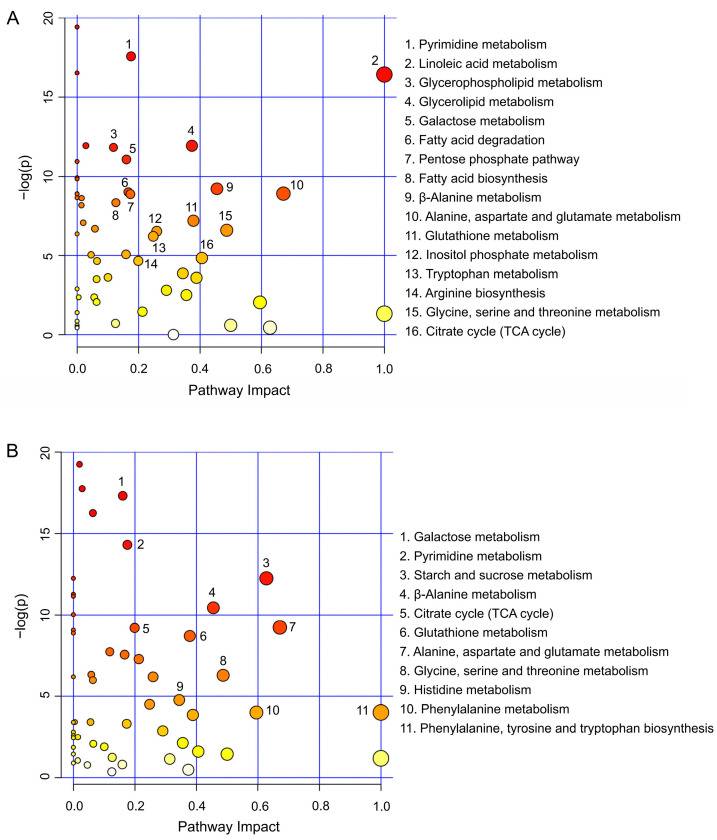 A
20
15
10
5
0
−log(p)
1
2
3
4
5
6
7
8
9
10
11
12
13
14
15
16
0.0 0.2 0.4 0.6 0.8 1.0
Pathway Impact
1. Pyrimidine metabolism
2. Linoleic acid metabolism
3. Glycerophospholipid metabolism
4. Glycerolipid metabolism
5. Galactose metabolism
6. Fatty acid degradation
7. Pentose phosphate pathway
8. Fatty acid biosynthesis
9. β-Alanine metabolism
10. Alanine, aspartate and glutamate metabolism
11. Glutathione metabolism
12. Inositol phosphate metabolism
13. Tryptophan metabolism
14. Arginine biosynthesis
15. Glycine, serine and threonine metabolism
16. Citrate cycle (TCA cycle)
B
20
15
10
5
0
−log(p)
1
2
3
4
5
6
7
8
9
10
11
0.0 0.2 0.4 0.6 0.8 1.0
Pathway Impact
1. Galactose metabolism
2. Pyrimidine metabolism
3. Starch and sucrose metabolism
4. β-Alanine metabolism
5. Citrate cycle (TCA cycle)
6. Glutathione metabolism
7. Alanine, aspartate and glutamate metabolism
8. Glycine, serine and threonine metabolism
9. Histidine metabolism
10. Phenylalanine metabolism
11. Phenylalanine, tyrosine and tryptophan biosynthesis